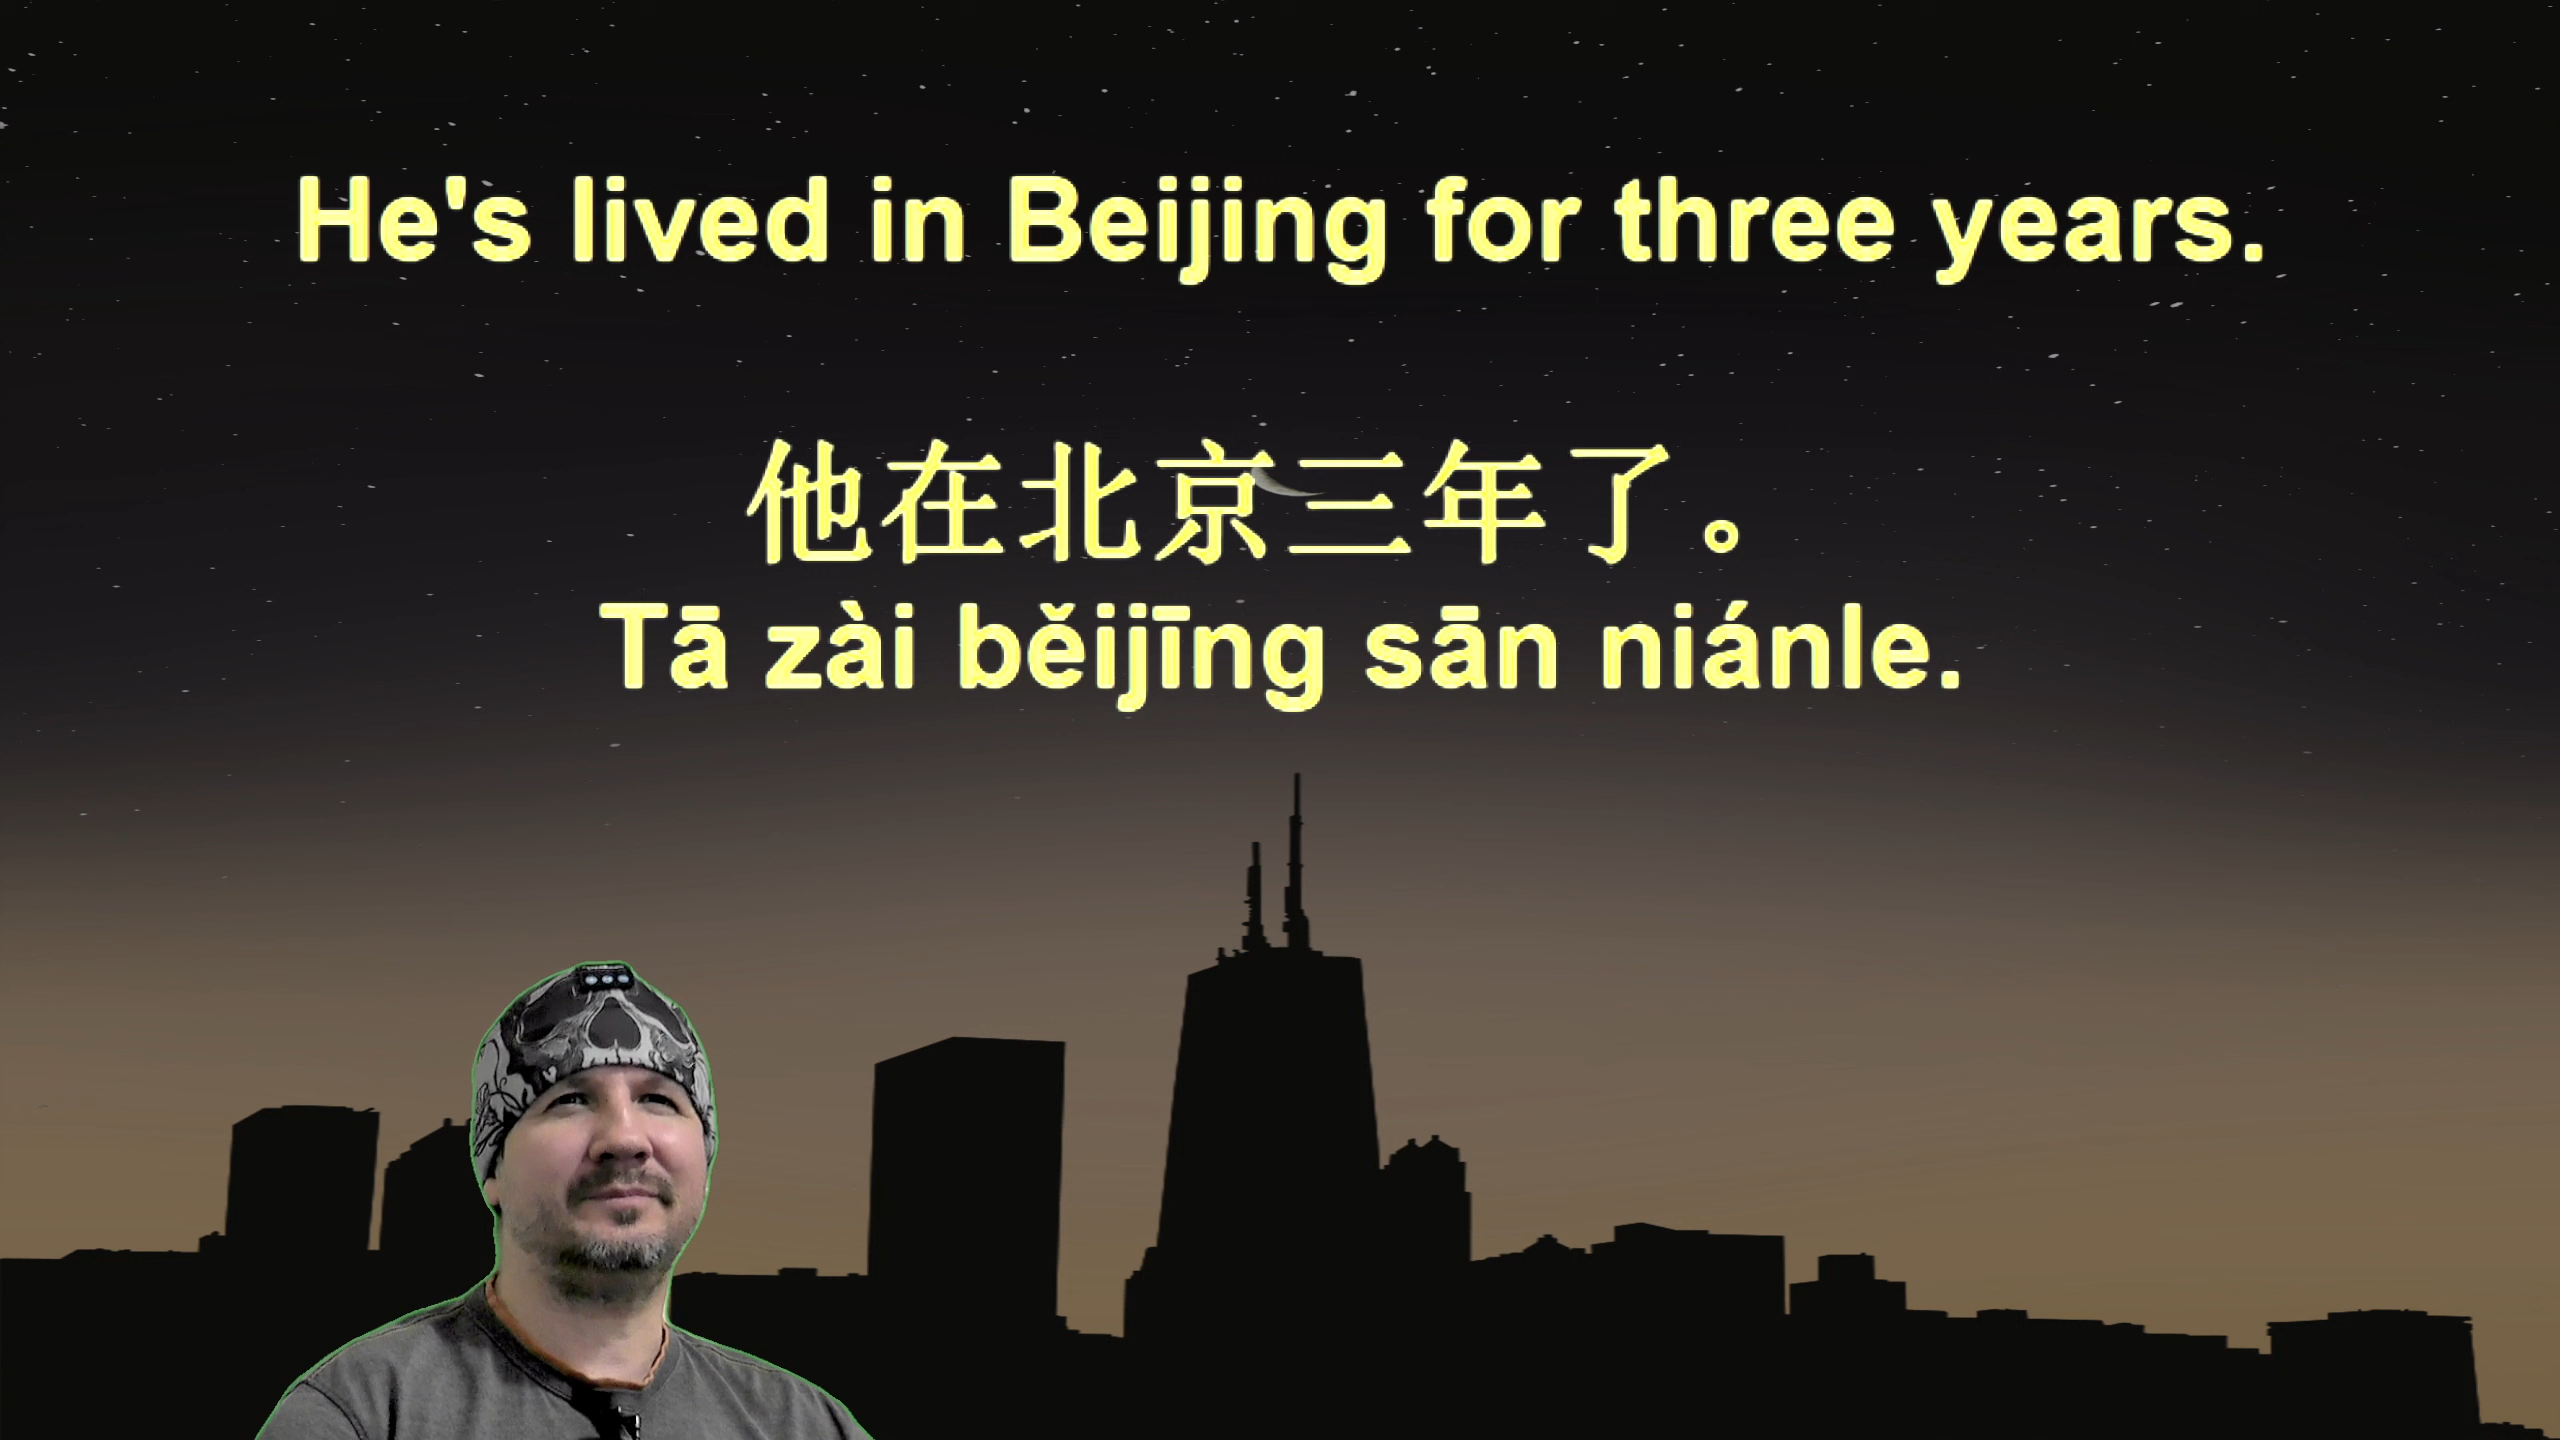 He's lived in Beijing for three years.
他在北京三年了。
Tā zài běijīng sān niánle.